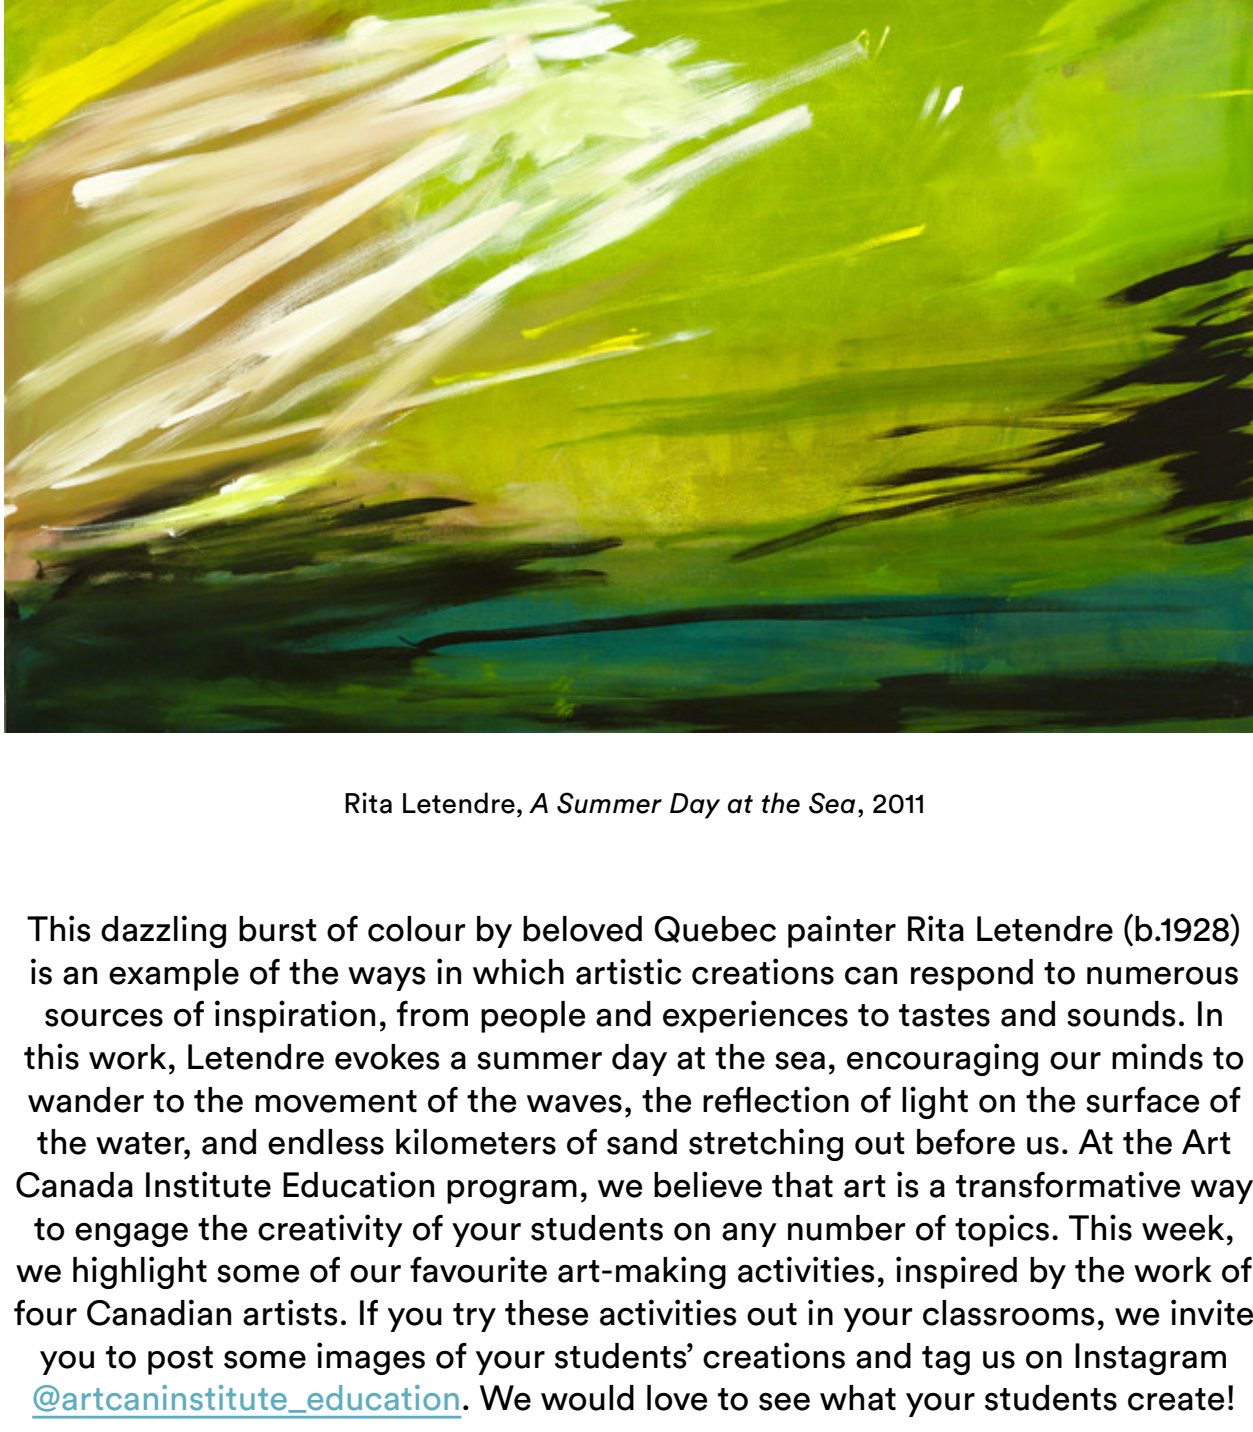 Rita Letendre, A Summer Day at the Sea, 2011
This dazzling burst of colour by beloved Quebec painter Rita Letendre (b.1928)
is an example of the ways in which artistic creations can respond to numerous
sources of inspiration, from people and experiences to tastes and sounds. In
this work, Letendre evokes a summer day at the sea, encouraging our minds to
wander to the movement of the waves, the reflection of light on the surface of
the water, and endless kilometers of sand stretching out before us. At the Art
Canada Institute Education program, we believe that art is a transformative way
to engage the creativity of your students on any number of topics. This week,
we highlight some of our favourite art-making activities, inspired by the work of
four Canadian artists. If you try these activities out in your classrooms, we invite
you to post some images of your students’ creations and tag us on Instagram
@artcaninstitute_education. We would love to see what your students create!